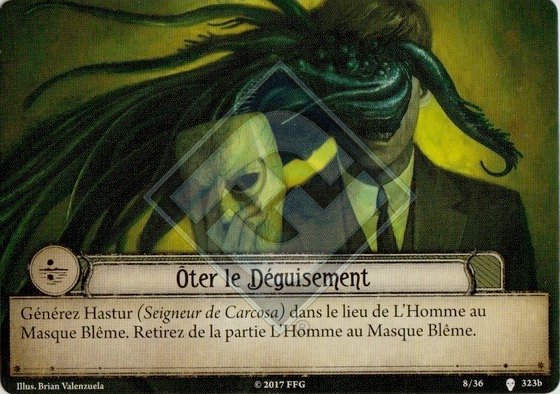 Ôter le Déguisement
Générez Hastur (Seigneur de Carcosa) dans le lieu de L'Homme au
Masque Blême. Retirez de la partie L'Homme au Masque Blême.
Illus. Brian Valenzuela © 2017 FFG 8/36 323b